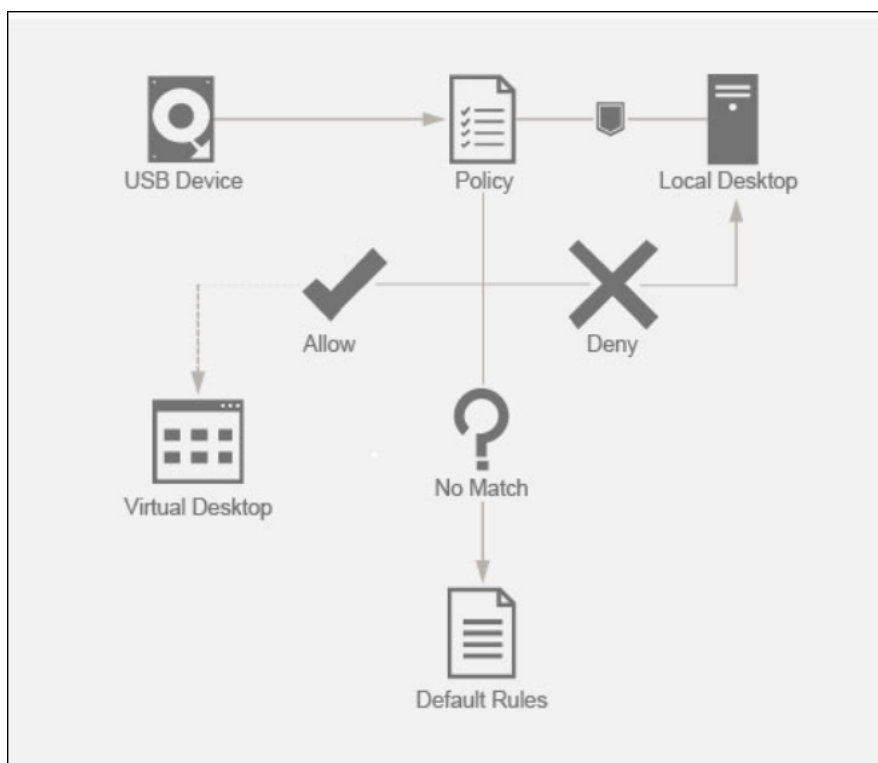 USB Device
Policy
Local Desktop
Allow
Deny
Virtual Desktop
No Match
Default Rules